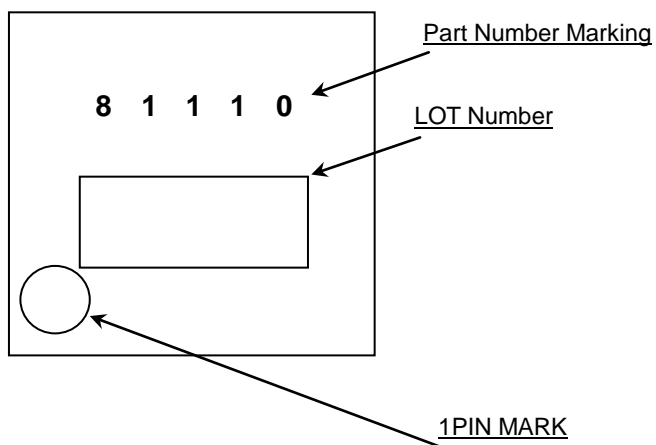 Part Number Marking
8 1 1 1 0
LOT Number
1PIN MARK